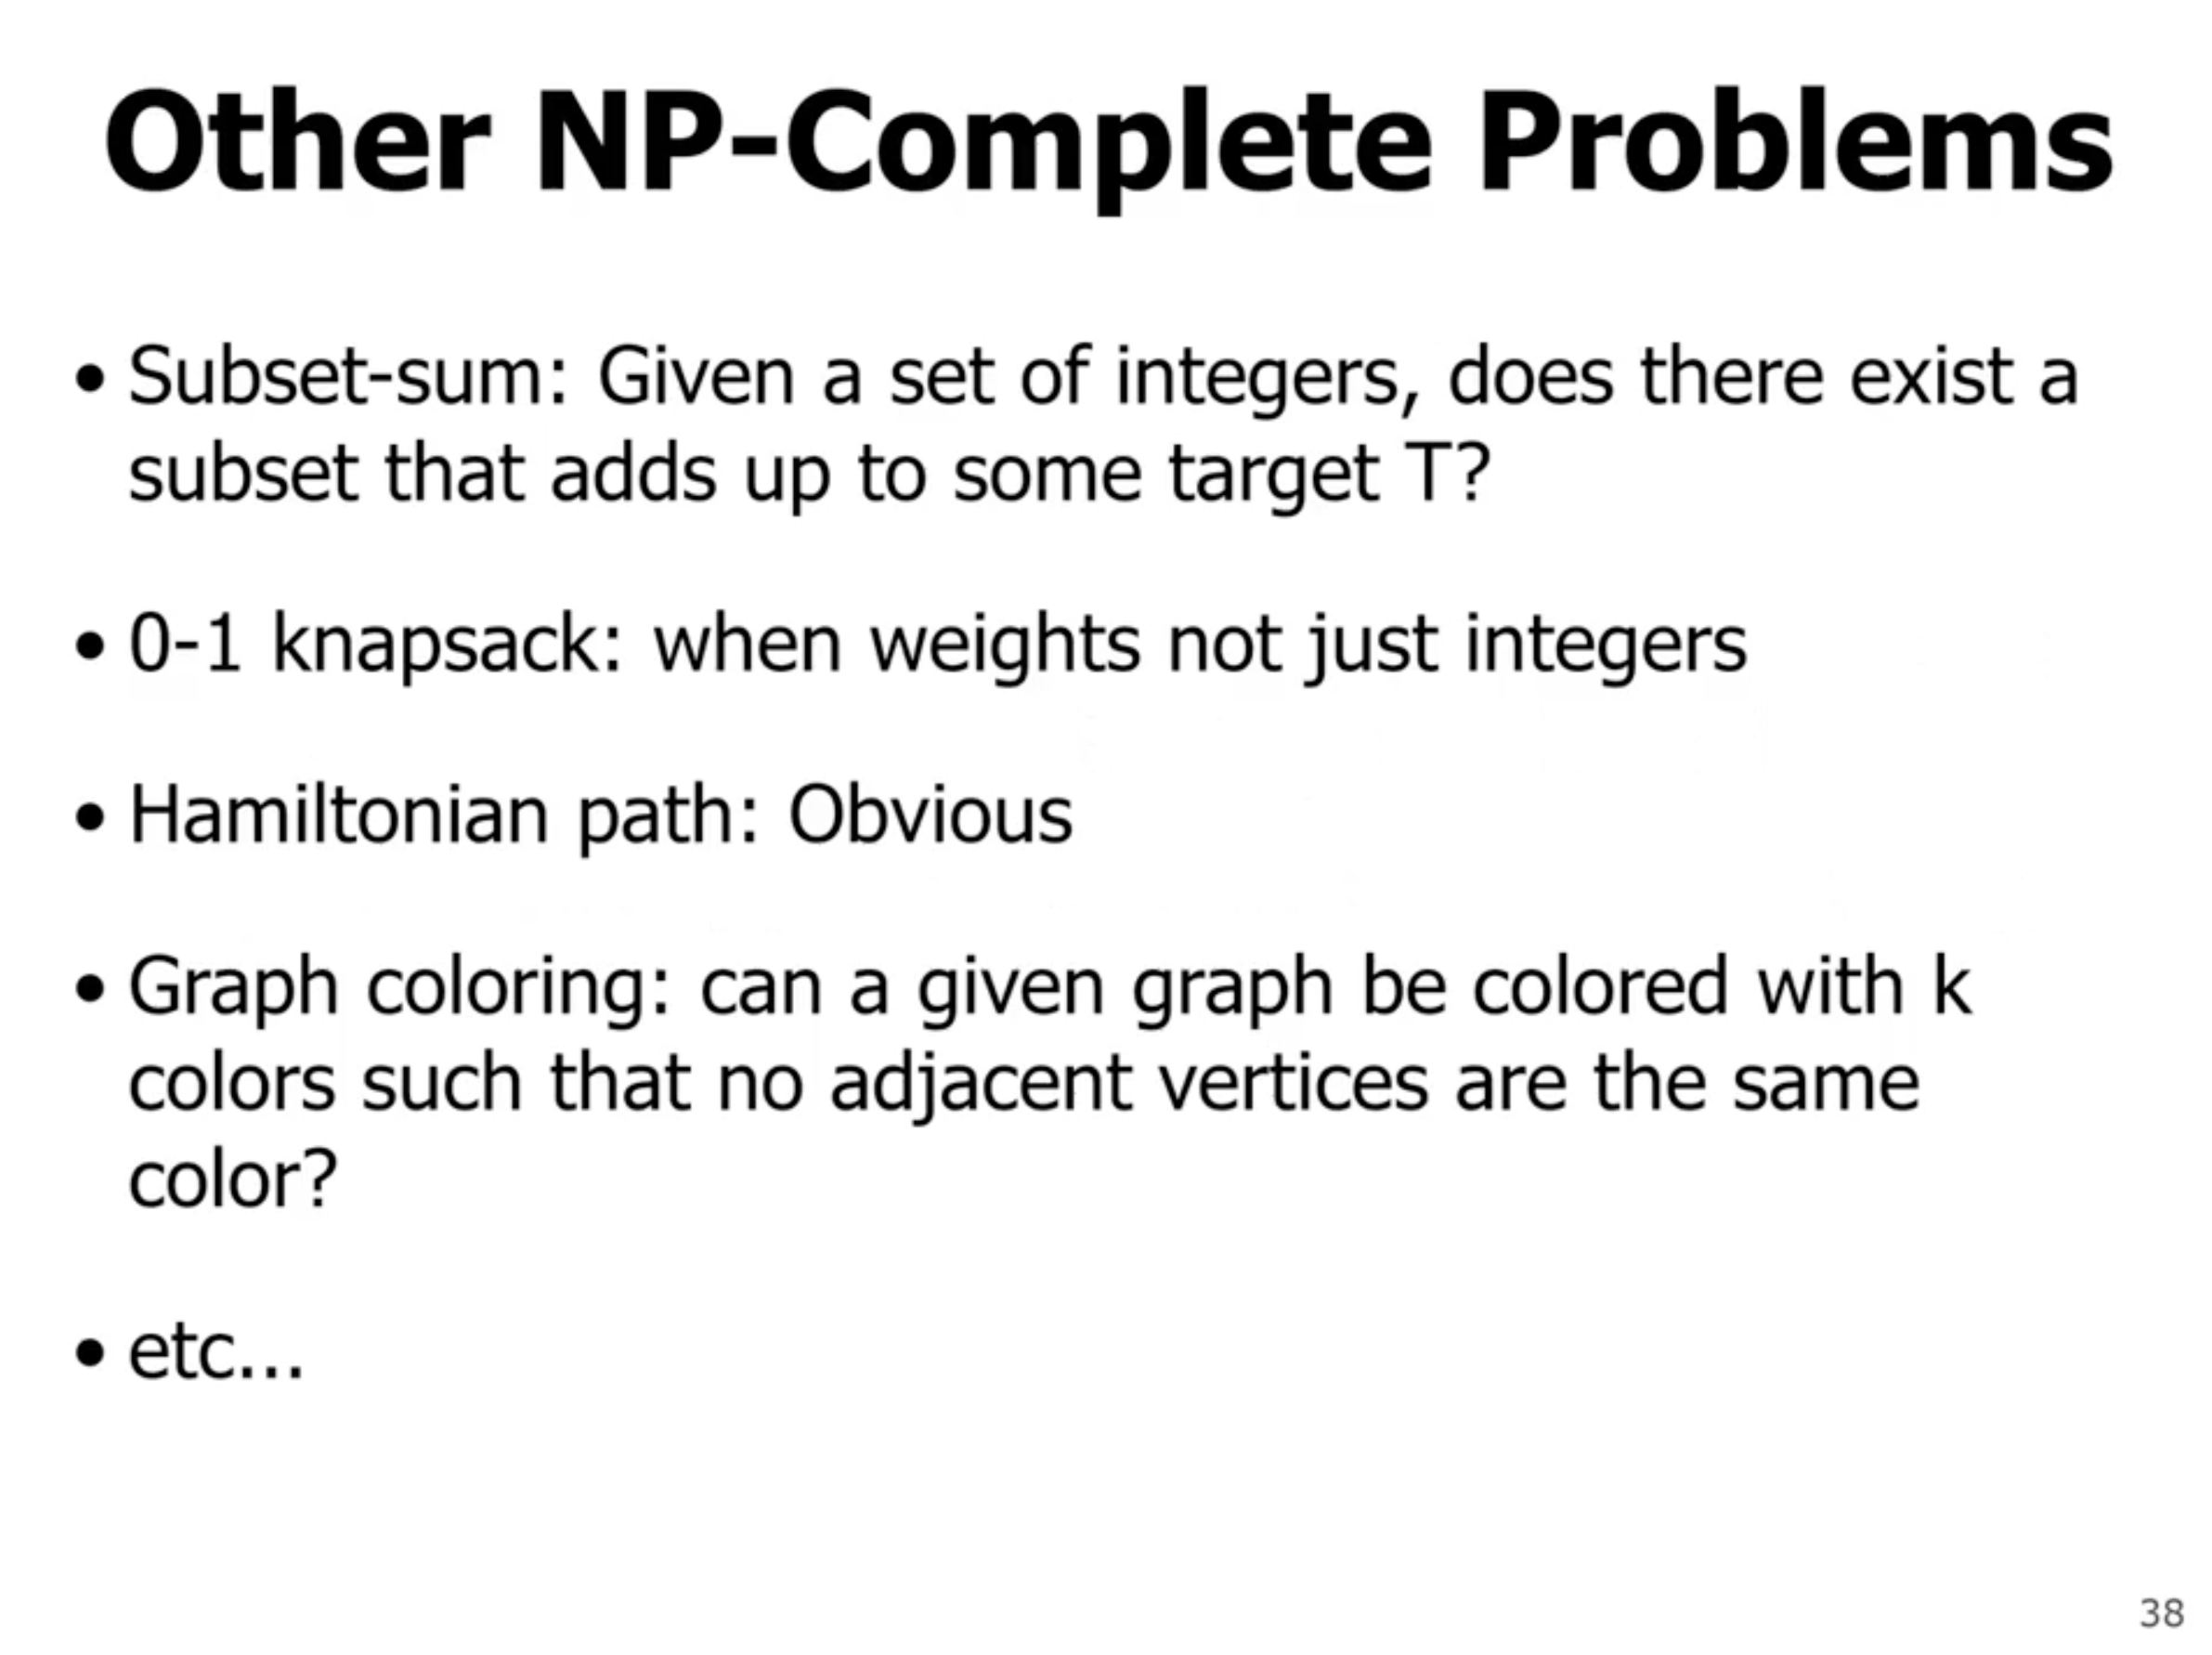 Other NP-Complete Problems
• Subset-sum: Given a set of integers, does there exist a
subset that adds up to some target T?
• 0-1 knapsack: when weights not just integers
• Hamiltonian path: Obvious
• Graph coloring: can a given graph be colored with k
colors such that no adjacent vertices are the same
color?
• etc...
38